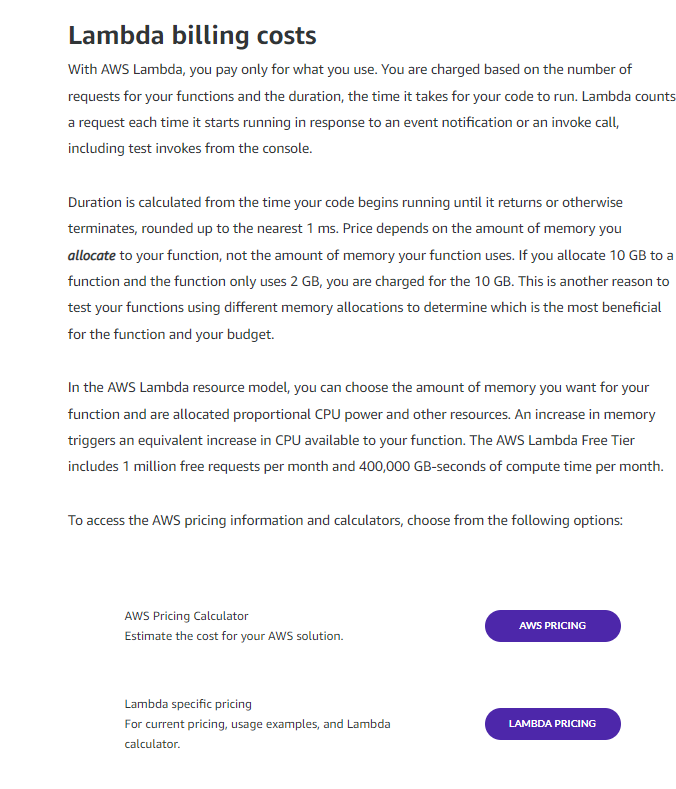 Lambda billing costs
With AWS Lambda, you pay only for what you use. You are charged based on the number of
requests for your functions and the duration, the time it takes for your code to run. Lambda counts
a request each time it starts running in response to an event notification or an invoke call,
including test invokes from the console.
Duration is calculated from the time your code begins running until it returns or otherwise
terminates, rounded up to the nearest 1 ms. Price depends on the amount of memory you
allocate to your function, not the amount of memory your function uses. If you allocate 10 GB to a
function and the function only uses 2 GB, you are charged for the 10 GB. This is another reason to
test your functions using different memory allocations to determine which is the most beneficial
for the function and your budget.
In the AWS Lambda resource model, you can choose the amount of memory you want for your
function and are allocated proportional CPU power and other resources. An increase in memory
triggers an equivalent increase in CPU available to your function. The AWS Lambda Free Tier
includes 1 million free requests per month and 400,000 GB-seconds of compute time per month.
To access the AWS pricing information and calculators, choose from the following options:
AWS Pricing Calculator
Estimate the cost for your AWS solution.
AWS PRICING
Lambda specific pricing
For current pricing, usage examples, and Lambda
calculator.
LAMBDA PRICING